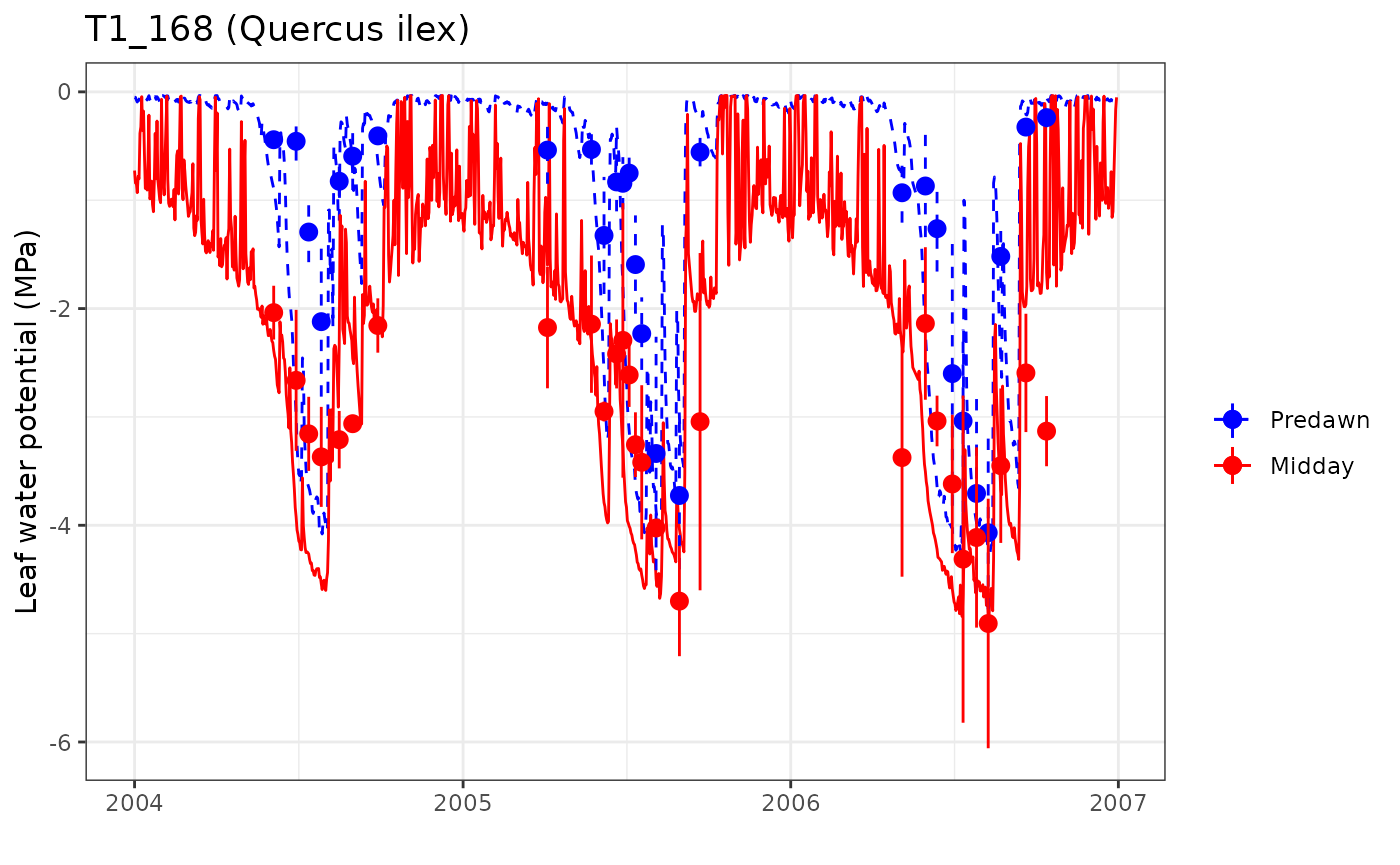 T1_168 (Quercus ilex)
Leaf water potential (MPa)
0
-2
-4
-6
2004
2005
2006
2007
Predawn
Midday